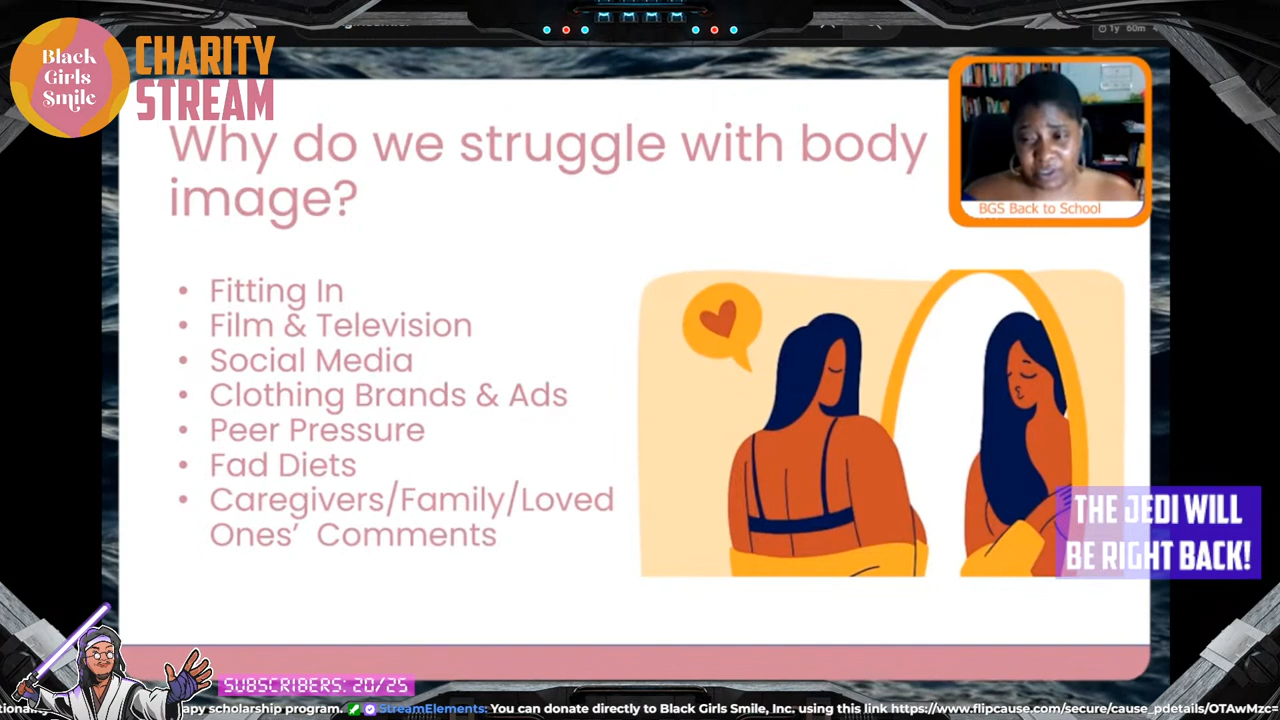 Black
Girls
Smile
CHARITY
STREAM
1y 60m
Why do we struggle with body
image?
BGS Back to School
• Fitting In
• Film & Television
• Social Media
• Clothing Brands & Ads
• Peer Pressure
• Fad Diets
• Caregivers/Family/Loved
Ones’ Comments
THE JEDI WILL
BE RIGHT BACK!
SUBSCRIBERS: 20/25
apy scholarship program. StreamElements: You can donate directly to Black Girls Smile, Inc. using this link https://www.flipcause.com/secure/cause_pdetails/OTAwMzc=